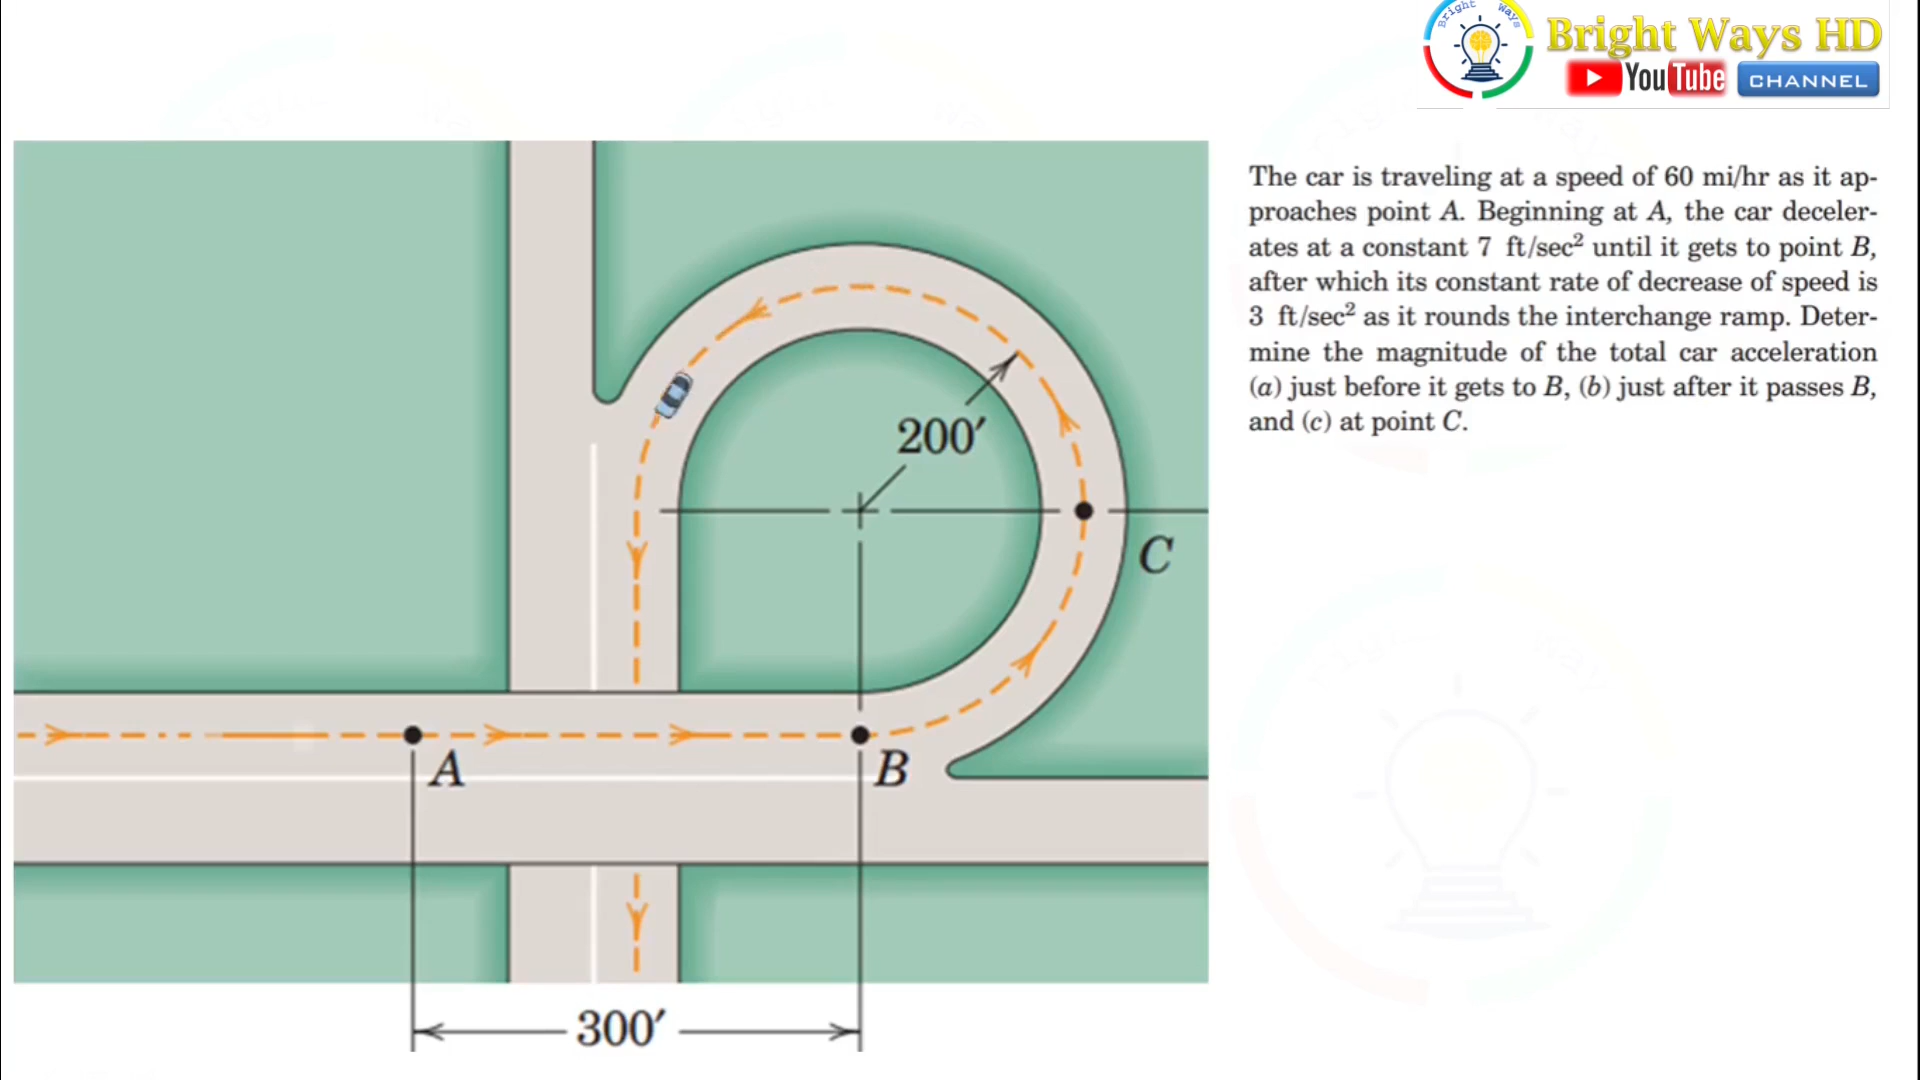 Bright Ways
Bright Ways HD
YouTube CHANNEL
The car is traveling at a speed of 60 mi/hr as it ap-
proaches point A. Beginning at A, the car deceler-
ates at a constant 7 ft/sec² until it gets to point B,
after which its constant rate of decrease of speed is
3 ft/sec² as it rounds the interchange ramp. Deter-
mine the magnitude of the total car acceleration
(a) just before it gets to B, (b) just after it passes B,
and (c) at point C.
200′
C
A
B
300′